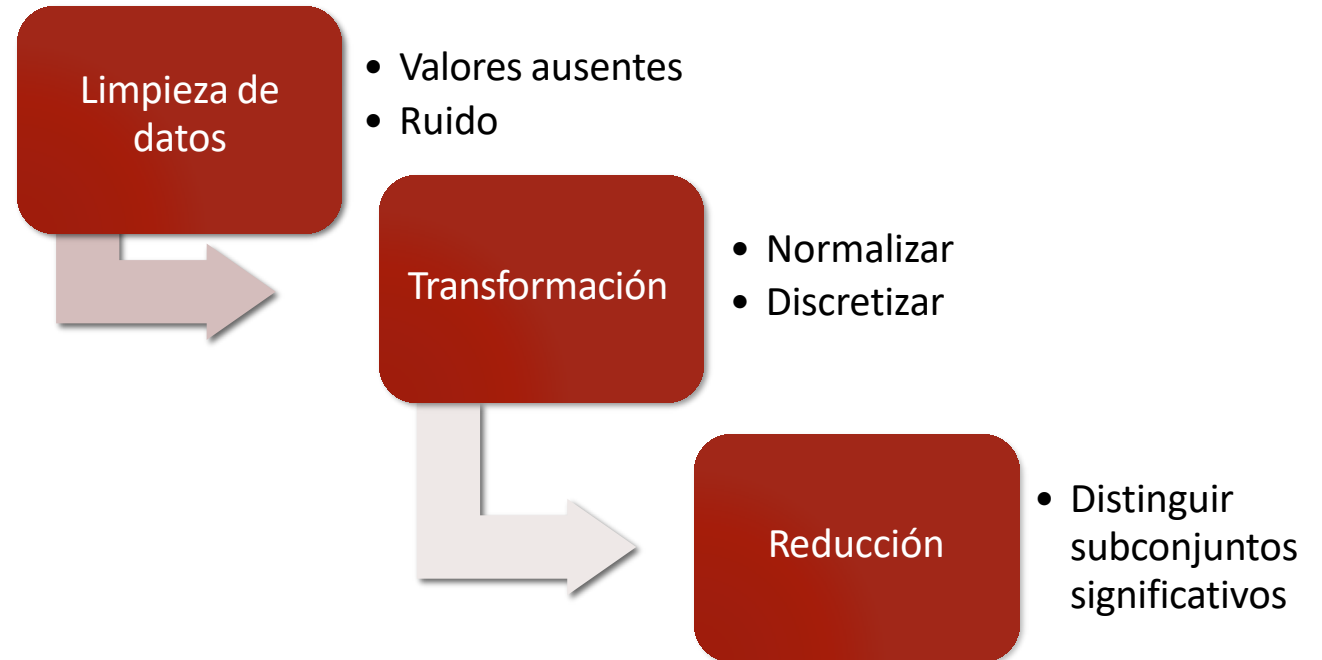 Limpieza de
datos
• Valores ausentes
• Ruido
Transformación
• Normalizar
• Discretizar
Reducción
• Distinguir
subconjuntos
significativos